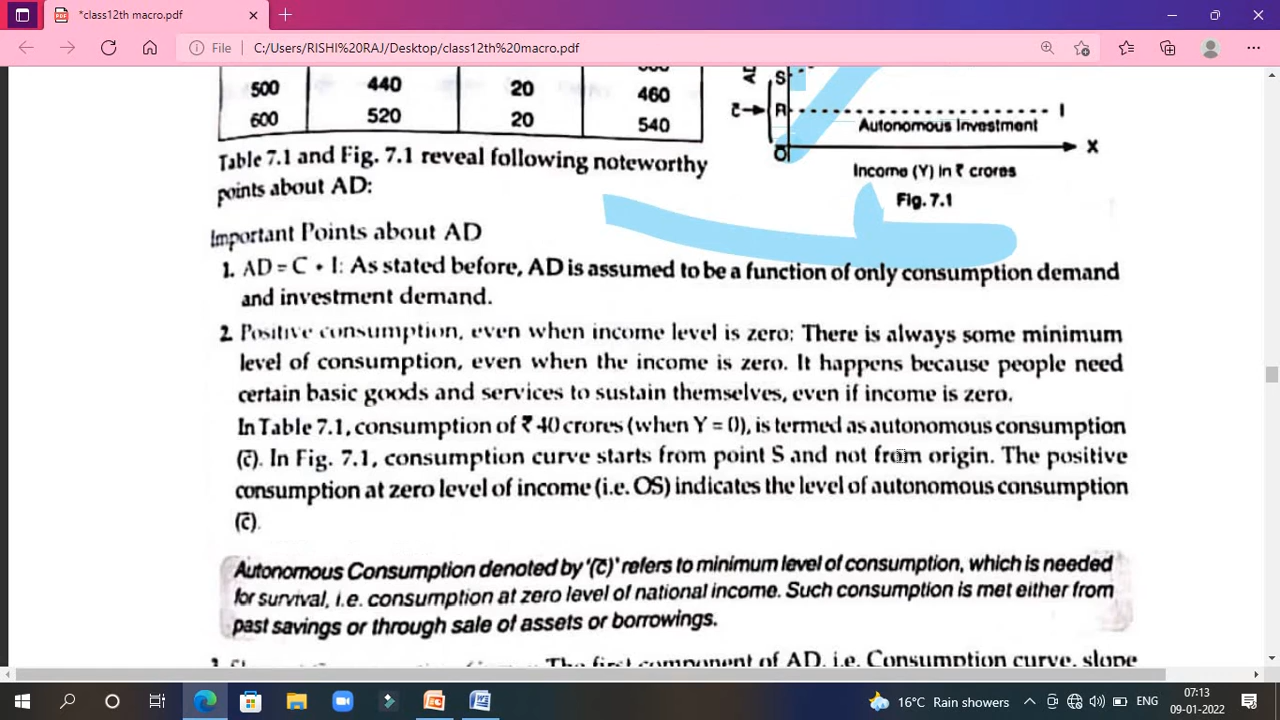 *class12th macro.pdf
File
C:/Users/RISHI%20RAJ/Desktop/class12th%20macro.pdf
500 440 20 460
600 520 20 540
Table 7.1 and Fig. 7.1 reveal following noteworthy
points about AD:
S
c̄→ R I
Autonomous Investment
O X
Income (Y) in ₹ crores
Fig. 7.1
Important Points about AD
1. AD = C + I: As stated before, AD is assumed to be a function of only consumption demand
and investment demand.
2. Positive consumption, even when income level is zero: There is always some minimum
level of consumption, even when the income is zero. It happens because people need
certain basic goods and services to sustain themselves, even if income is zero.
In Table 7.1, consumption of ₹ 40 crores (when Y = 0), is termed as autonomous consumption
(c̄). In Fig. 7.1, consumption curve starts from point S and not from origin. The positive
consumption at zero level of income (i.e. OS) indicates the level of autonomous consumption
(c̄).
Autonomous Consumption denoted by '(c̄)' refers to minimum level of consumption, which is needed
for survival, i.e. consumption at zero level of national income. Such consumption is met either from
past savings or through sale of assets or borrowings.
The first component of AD, i.e. Consumption curve, slope
16°C Rain showers
ENG
07:13
09-01-2022